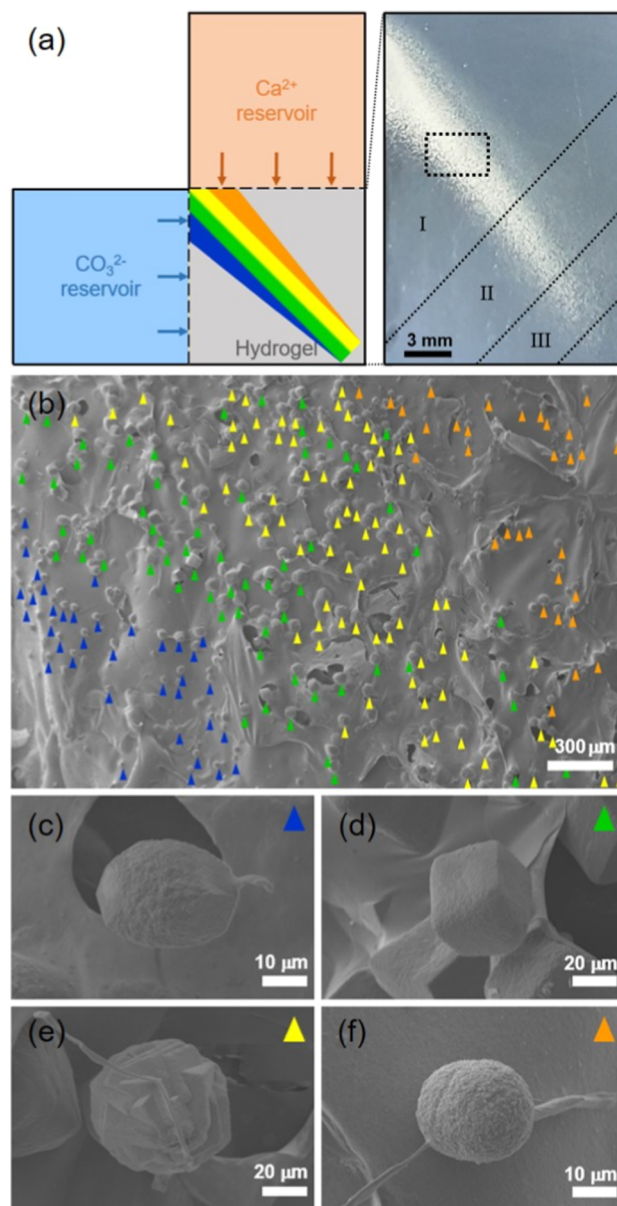 (a)
Ca²⁺
reservoir
CO₃²⁻
reservoir
Hydrogel
I
II
III
3 mm
(b)
300 μm
(c)
10 μm
(d)
20 μm
(e)
20 μm
(f)
10 μm